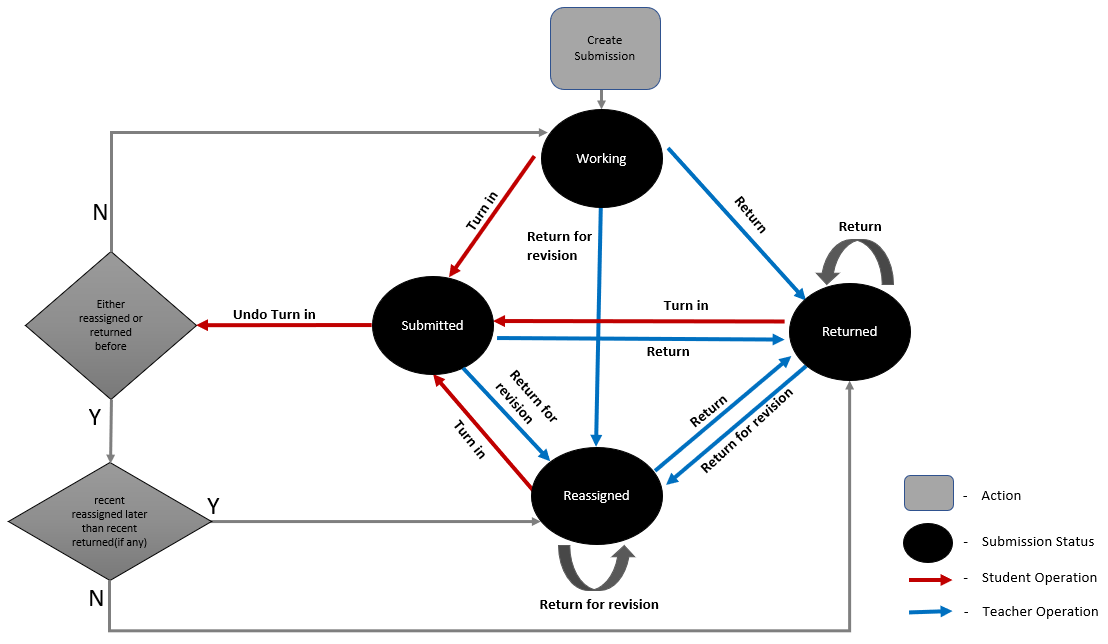 Create
Submission
Working
Turn in
Return for
revision
Return
Return
N
Either
reassigned or
returned
before
Undo Turn in
Submitted
Turn in
Return
Returned
Y
Return for
revision
Turn in
Return
Return for revision
recent
reassigned later
than recent
returned(if any)
Y
N
Reassigned
Return for revision
- Action
- Submission Status
- Student Operation
- Teacher Operation